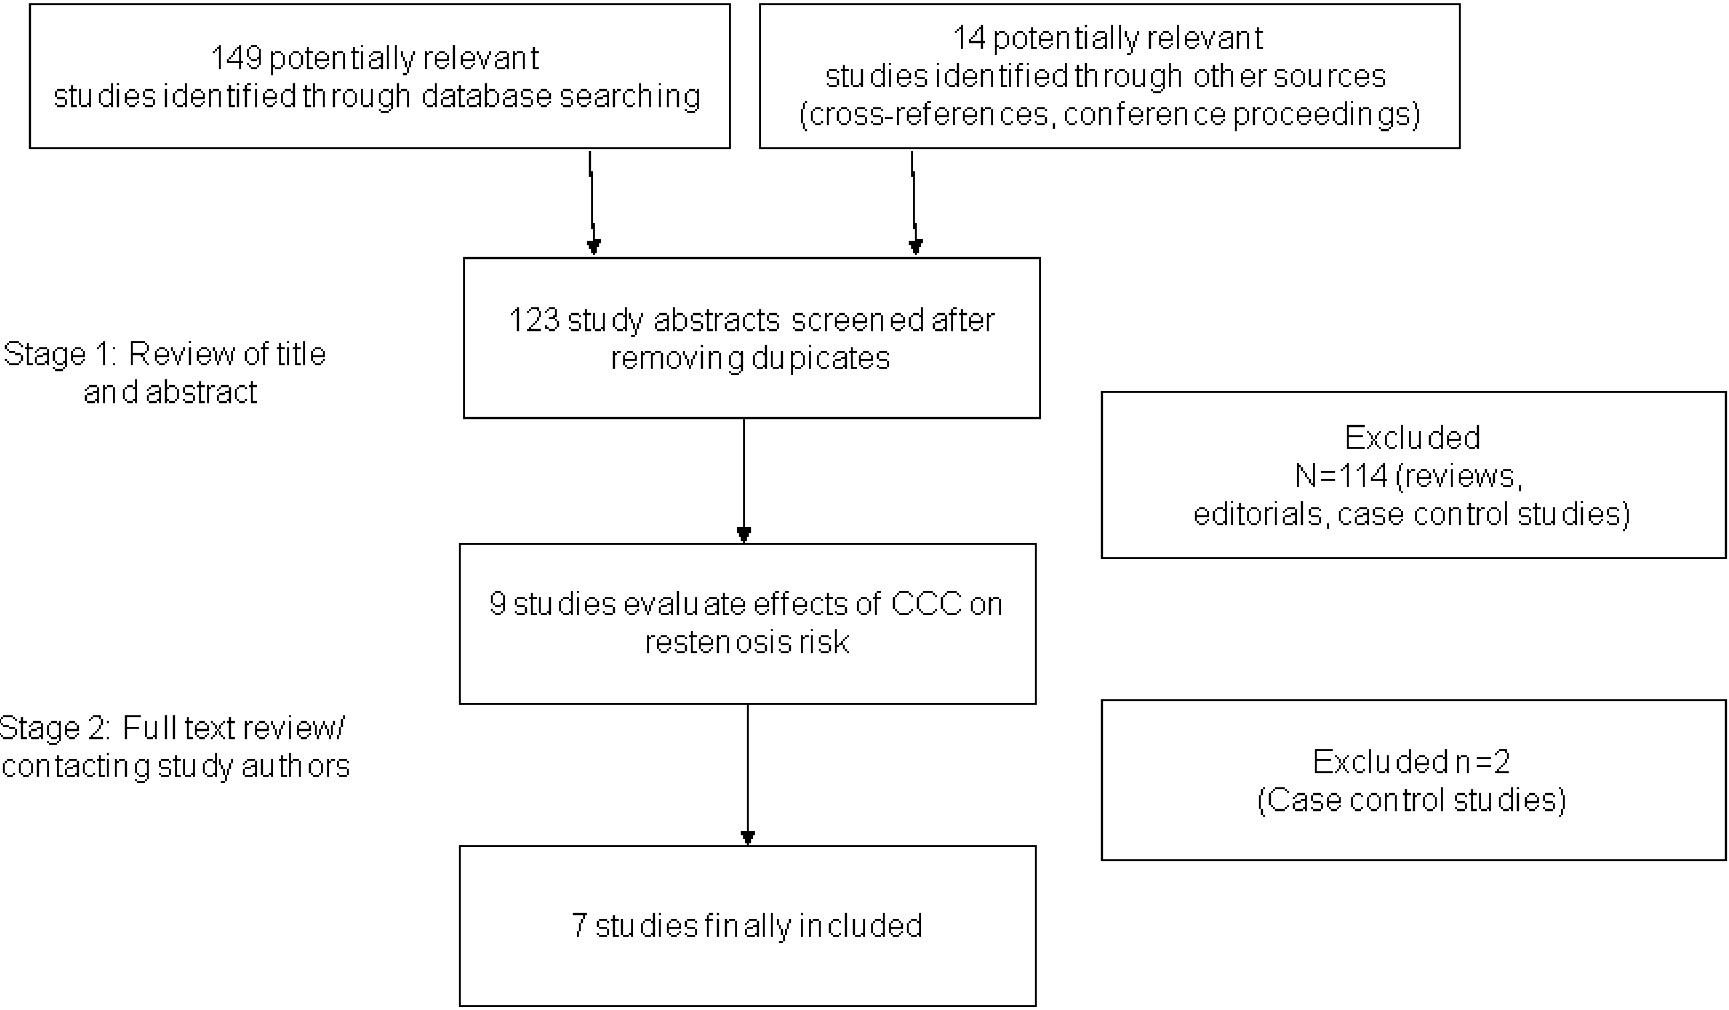 149 potentially relevant
studies identified through database searching
14 potentially relevant
studies identified through other sources
(cross-references, conference proceedings)
123 study abstracts screened after
removing dupicates
Stage 1: Review of title
and abstract
Excluded
N=114 (reviews,
editorials, case control studies)
9 studies evaluate effects of CCC on
restenosis risk
Stage 2: Full text review/
contacting study authors
Excluded n=2
(Case control studies)
7 studies finally included